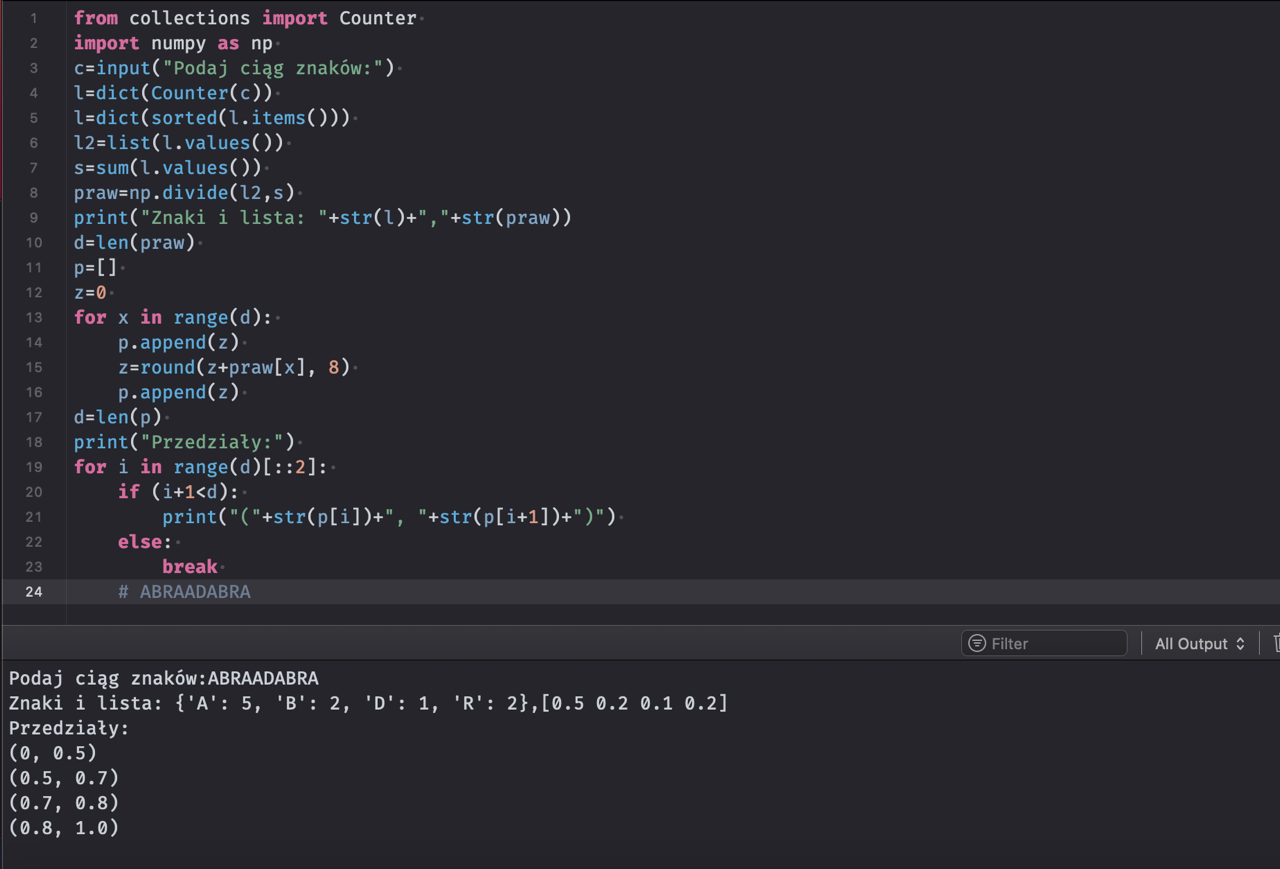 1 from collections import Counter
2 import numpy as np
3 c=input("Podaj ciąg znaków:")
4 l=dict(Counter(c))
5 l=dict(sorted(l.items()))
6 l2=list(l.values())
7 s=sum(l.values())
8 praw=np.divide(l2,s)
9 print("Znaki i lista: "+str(l)+","+str(praw))
10 d=len(praw)
11 p=[]
12 z=0
13 for x in range(d):
14     p.append(z)
15     z=round(z+praw[x], 8)
16     p.append(z)
17 d=len(p)
18 print("Przedziały:")
19 for i in range(d)[::2]:
20     if (i+1<d):
21         print("("+str(p[i])+", "+str(p[i+1])+")")
22     else:
23         break
24     # ABRAADABRA
Filter All Output
Podaj ciąg znaków:ABRAADABRA
Znaki i lista: {'A': 5, 'B': 2, 'D': 1, 'R': 2},[0.5 0.2 0.1 0.2]
Przedziały:
(0, 0.5)
(0.5, 0.7)
(0.7, 0.8)
(0.8, 1.0)